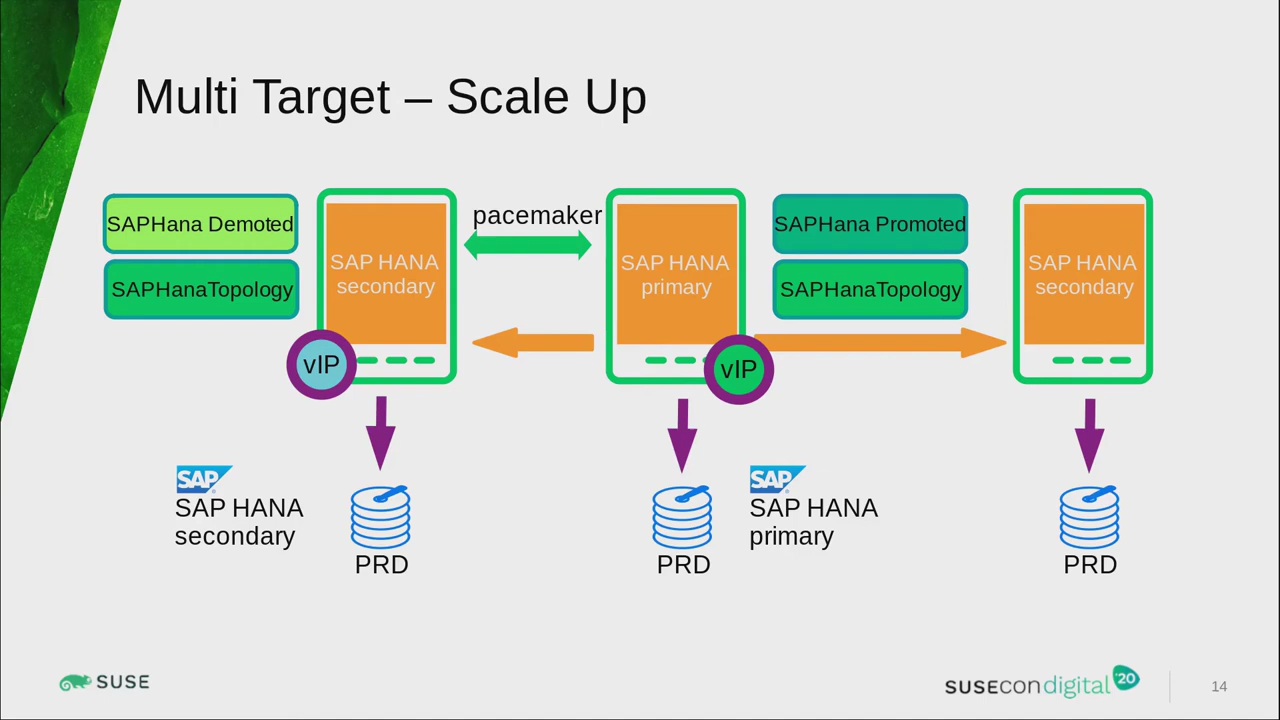 Multi Target – Scale Up
SAPHana Demoted
SAPHanaTopology
SAP HANA
secondary
vIP
pacemaker
SAP HANA
primary
vIP
SAPHana Promoted
SAPHanaTopology
SAP HANA
secondary
SAP
SAP HANA
secondary
PRD
PRD
SAP
SAP HANA
primary
PRD
SUSE
SUSECON digital '20
14